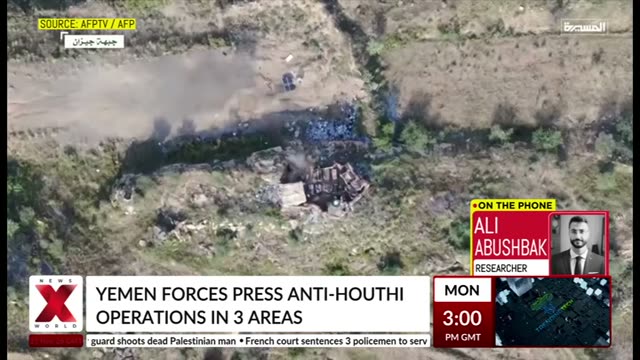 SOURCE: AFPTV / AFP
جبهة جيزان
المسيرة
ON THE PHONE
ALI
ABUSHBAK
RESEARCHER
NEWS
X
WORLD
YEMEN FORCES PRESS ANTI-HOUTHI
OPERATIONS IN 3 AREAS
MON
3:00
PM GMT
guard shoots dead Palestinian man • French court sentences 3 policemen to serv